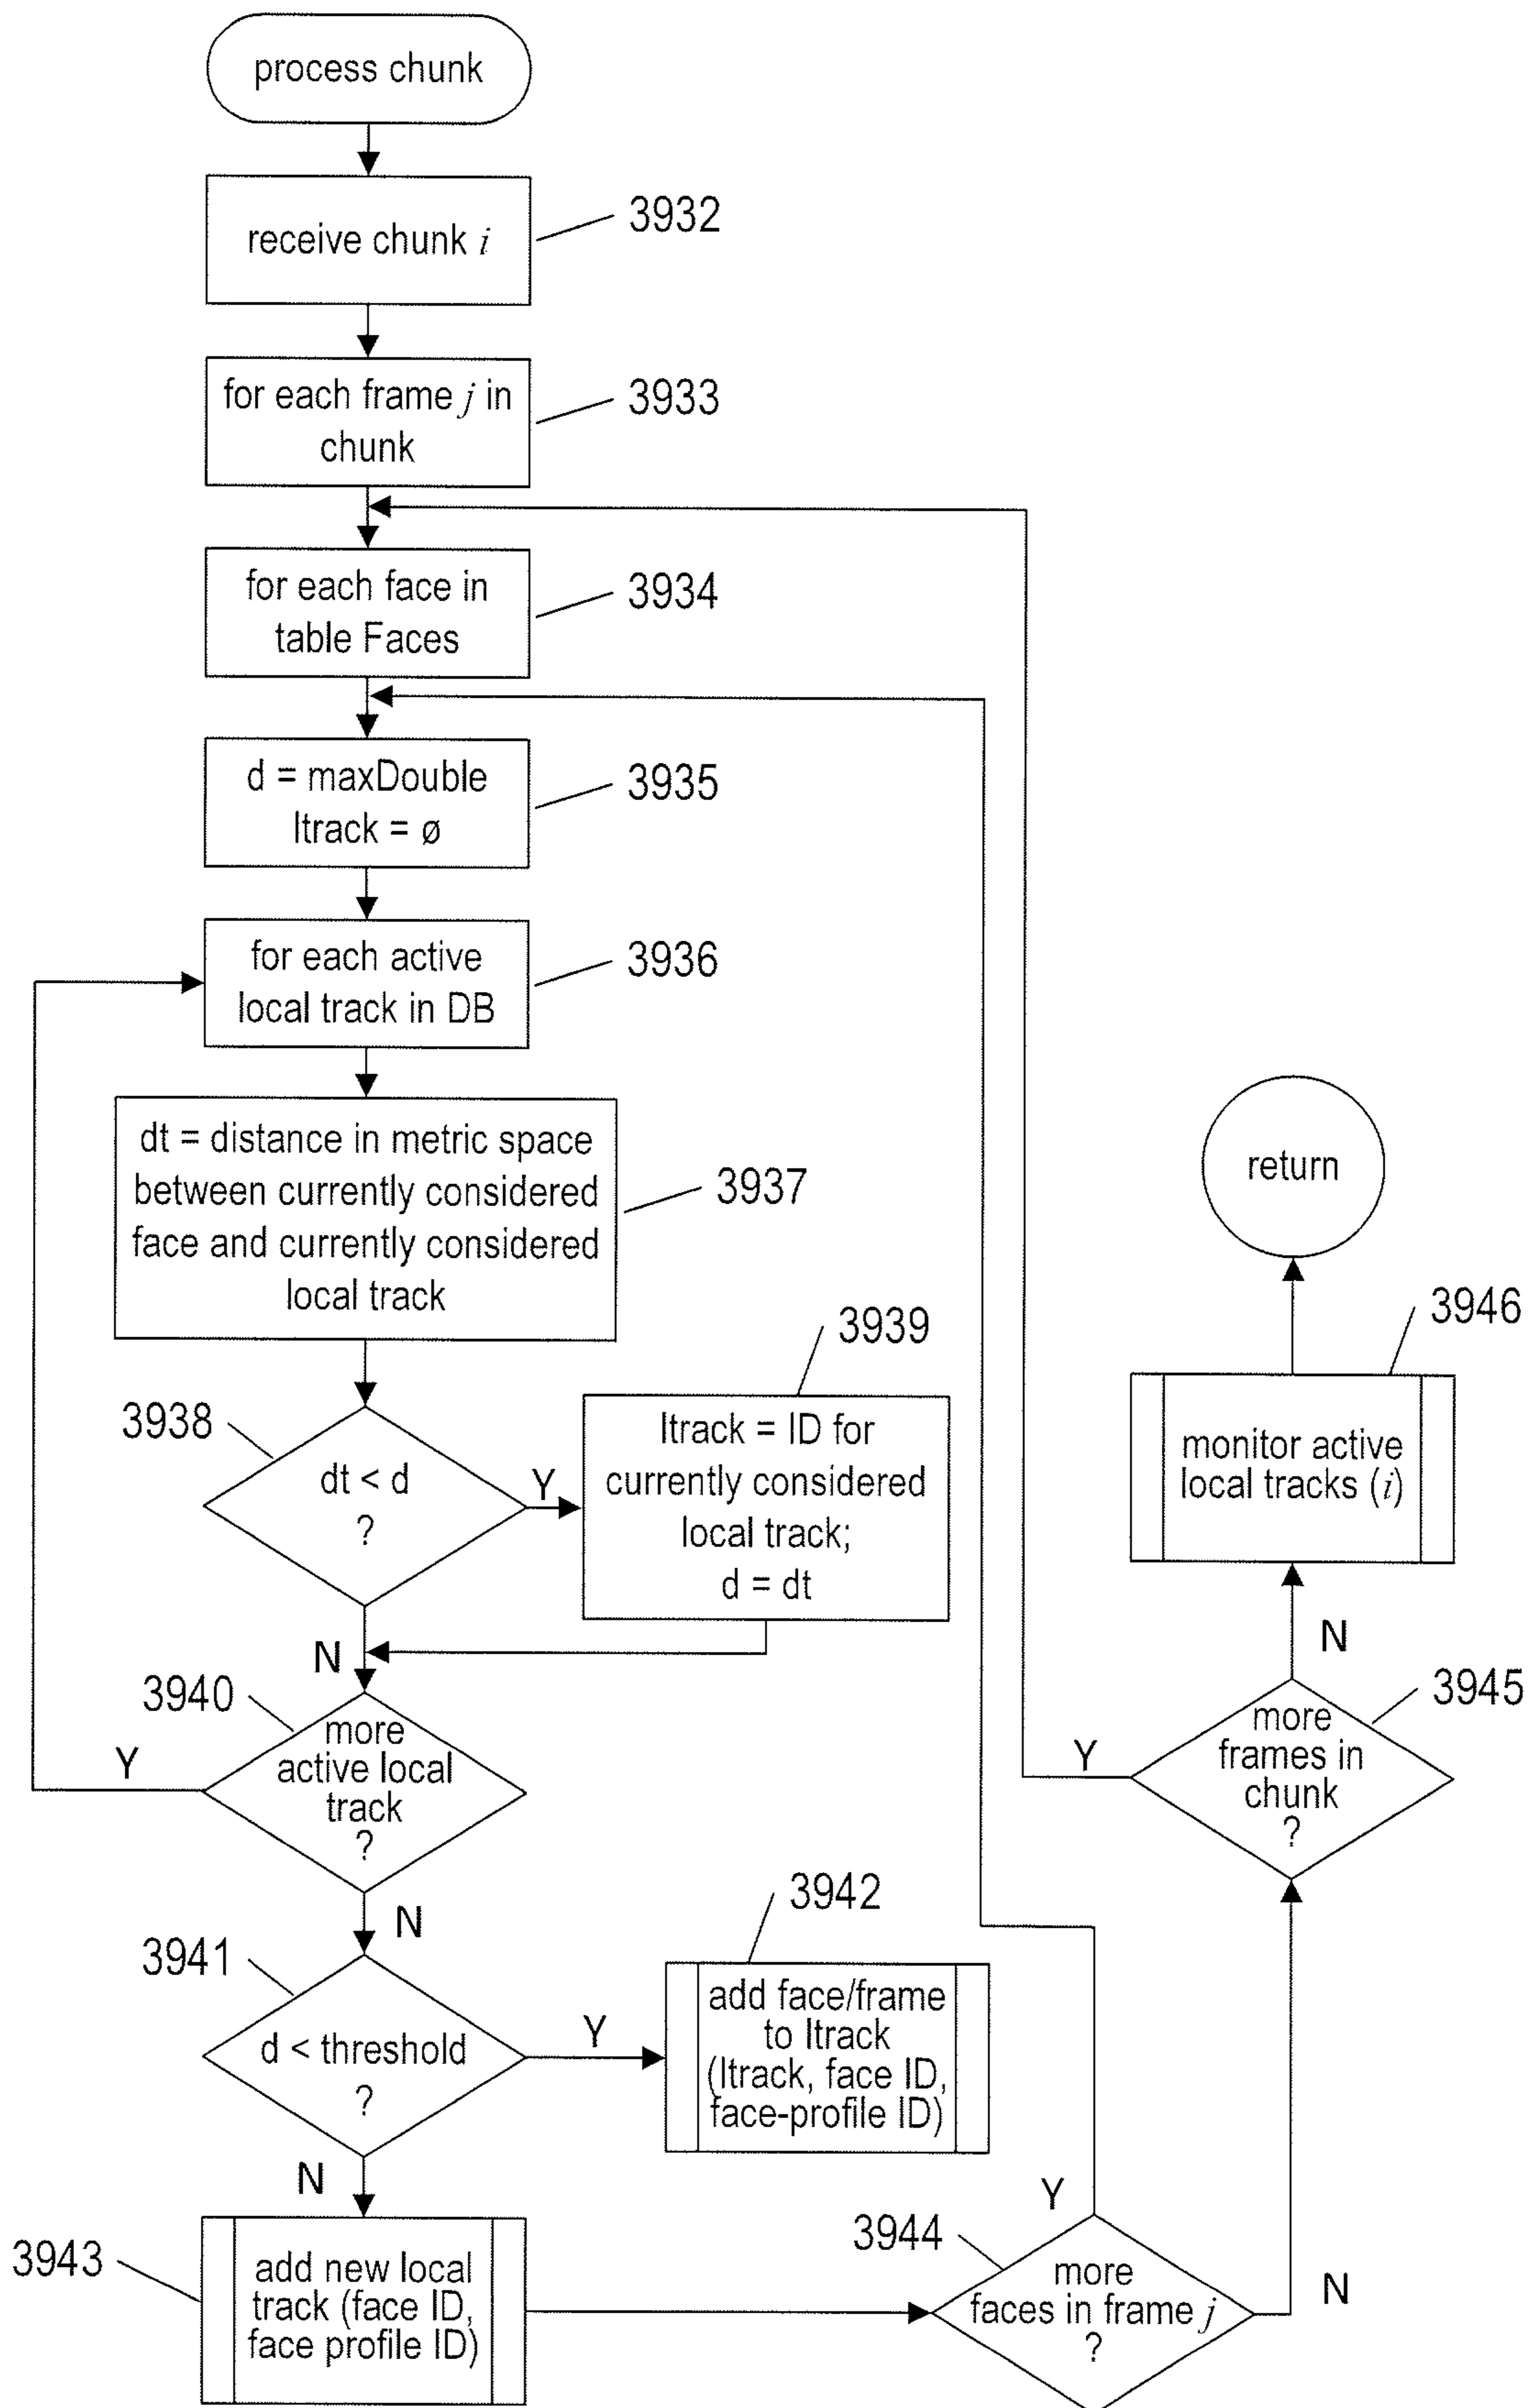 process chunk
receive chunk i
3932
for each frame j in
chunk
3933
for each face in
table Faces
3934
d = maxDouble
ltrack = ø
3935
for each active
local track in DB
3936
dt = distance in metric space
between currently considered
face and currently considered
local track
3937
3938
dt < d
?
Y
N
3939
ltrack = ID for
currently considered
local track;
d = dt
3940
more
active local
track
?
Y
N
3941
d < threshold
?
Y
N
3942
add face/frame
to ltrack
(ltrack, face ID,
face-profile ID)
3943
add new local
track (face ID,
face profile ID)
3944
more
faces in frame j
?
Y
N
3945
more
frames in
chunk
?
Y
N
3946
monitor active
local tracks (i)
return